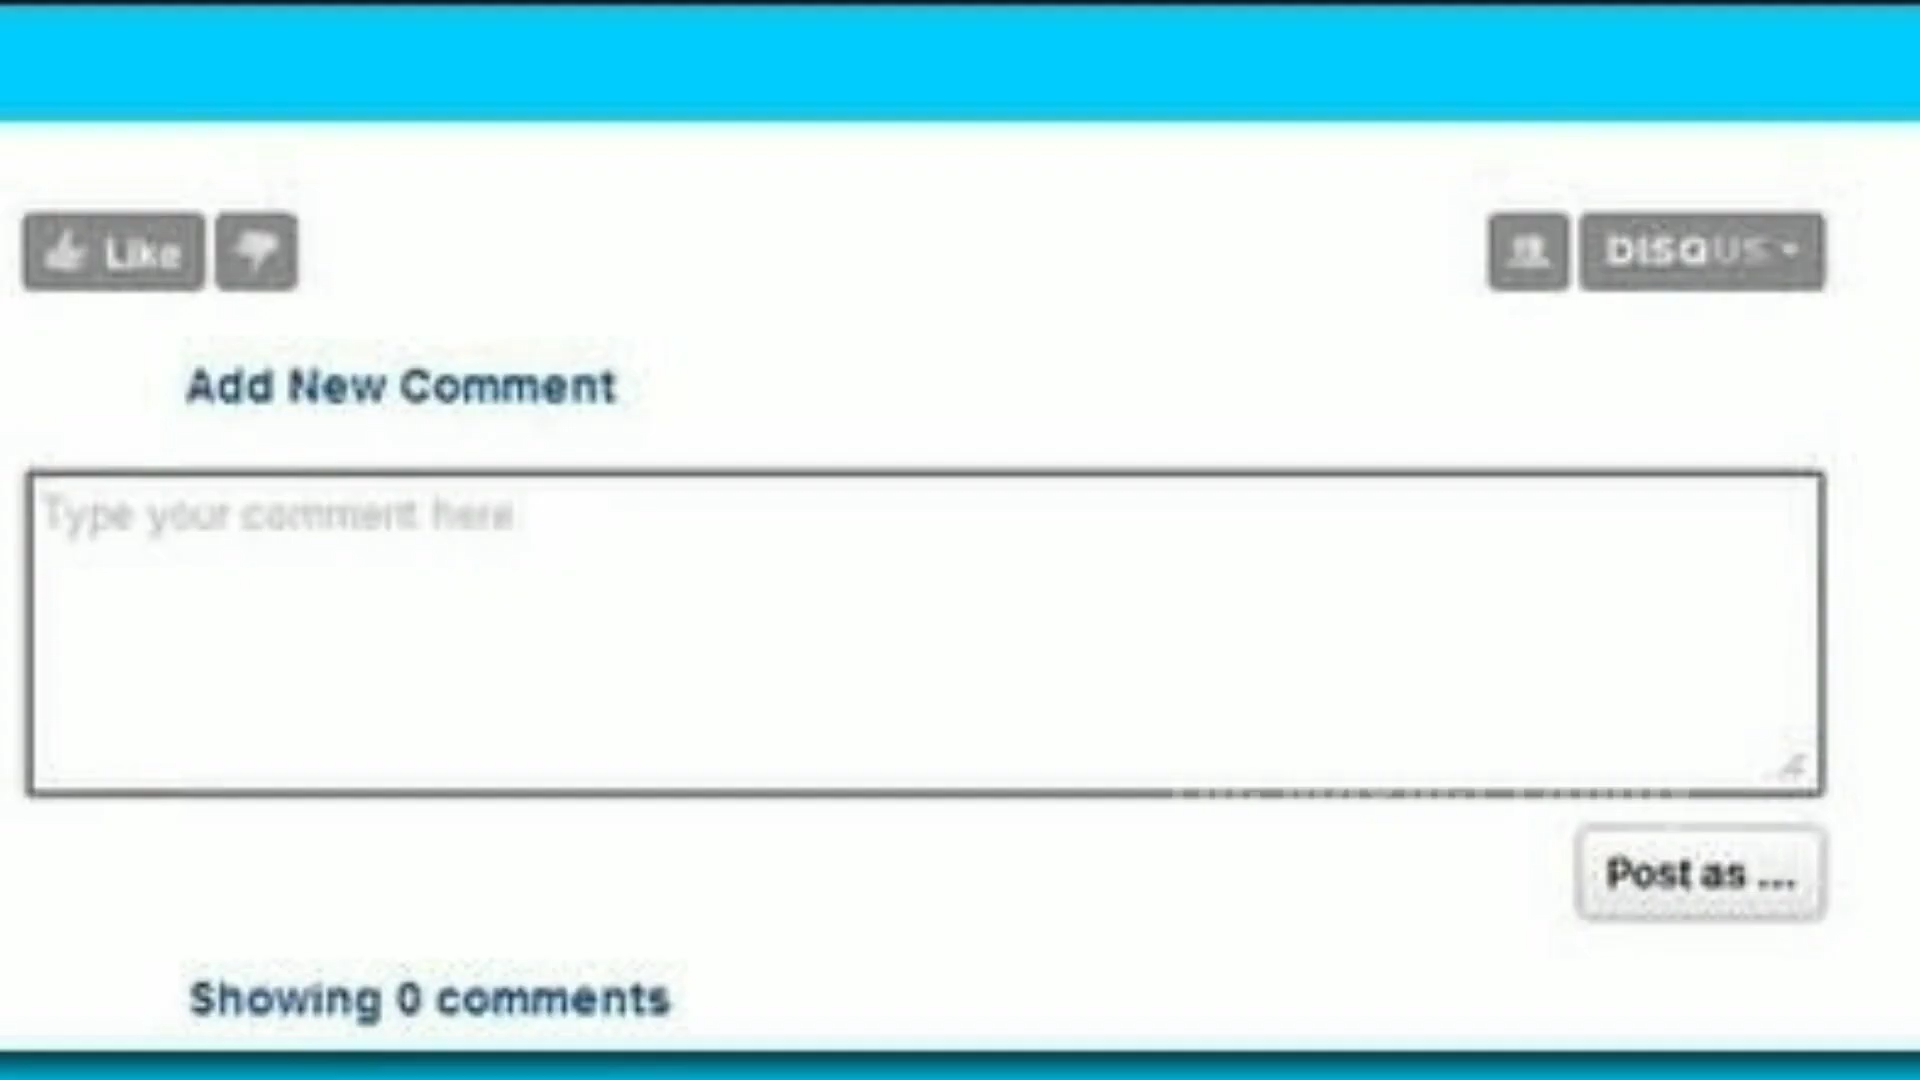 Like
DISQUS
Add New Comment
Type your comment here.
Post as ...
Showing 0 comments